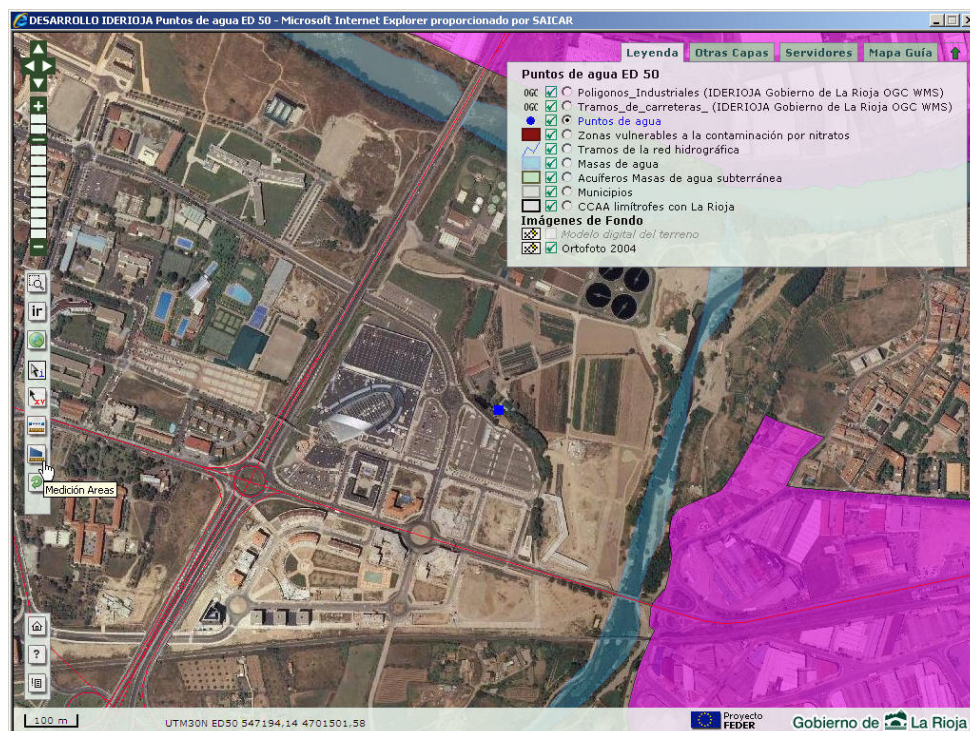 DESARROLLO IDERIOJA Puntos de agua ED 50 - Microsoft Internet Explorer proporcionado por SAICAR
Leyenda Otras Capas Servidores Mapa Guía
Puntos de agua ED 50
OGC Poligonos_Industriales (IDERIOJA Gobierno de La Rioja OGC WMS)
OGC Tramos_de_carreteras_ (IDERIOJA Gobierno de La Rioja OGC WMS)
Puntos de agua
Zonas vulnerables a la contaminación por nitratos
Tramos de la red hidrográfica
Masas de agua
Acuíferos Masas de agua subterránea
Municipios
CCAA limítrofes con La Rioja
Imágenes de Fondo
Modelo digital del terreno
Ortofoto 2004
ir
i
XY
Medición Areas
?
100 m
UTM30N ED50 547194,14 4701501,58
Proyecto
FEDER
Gobierno de La Rioja